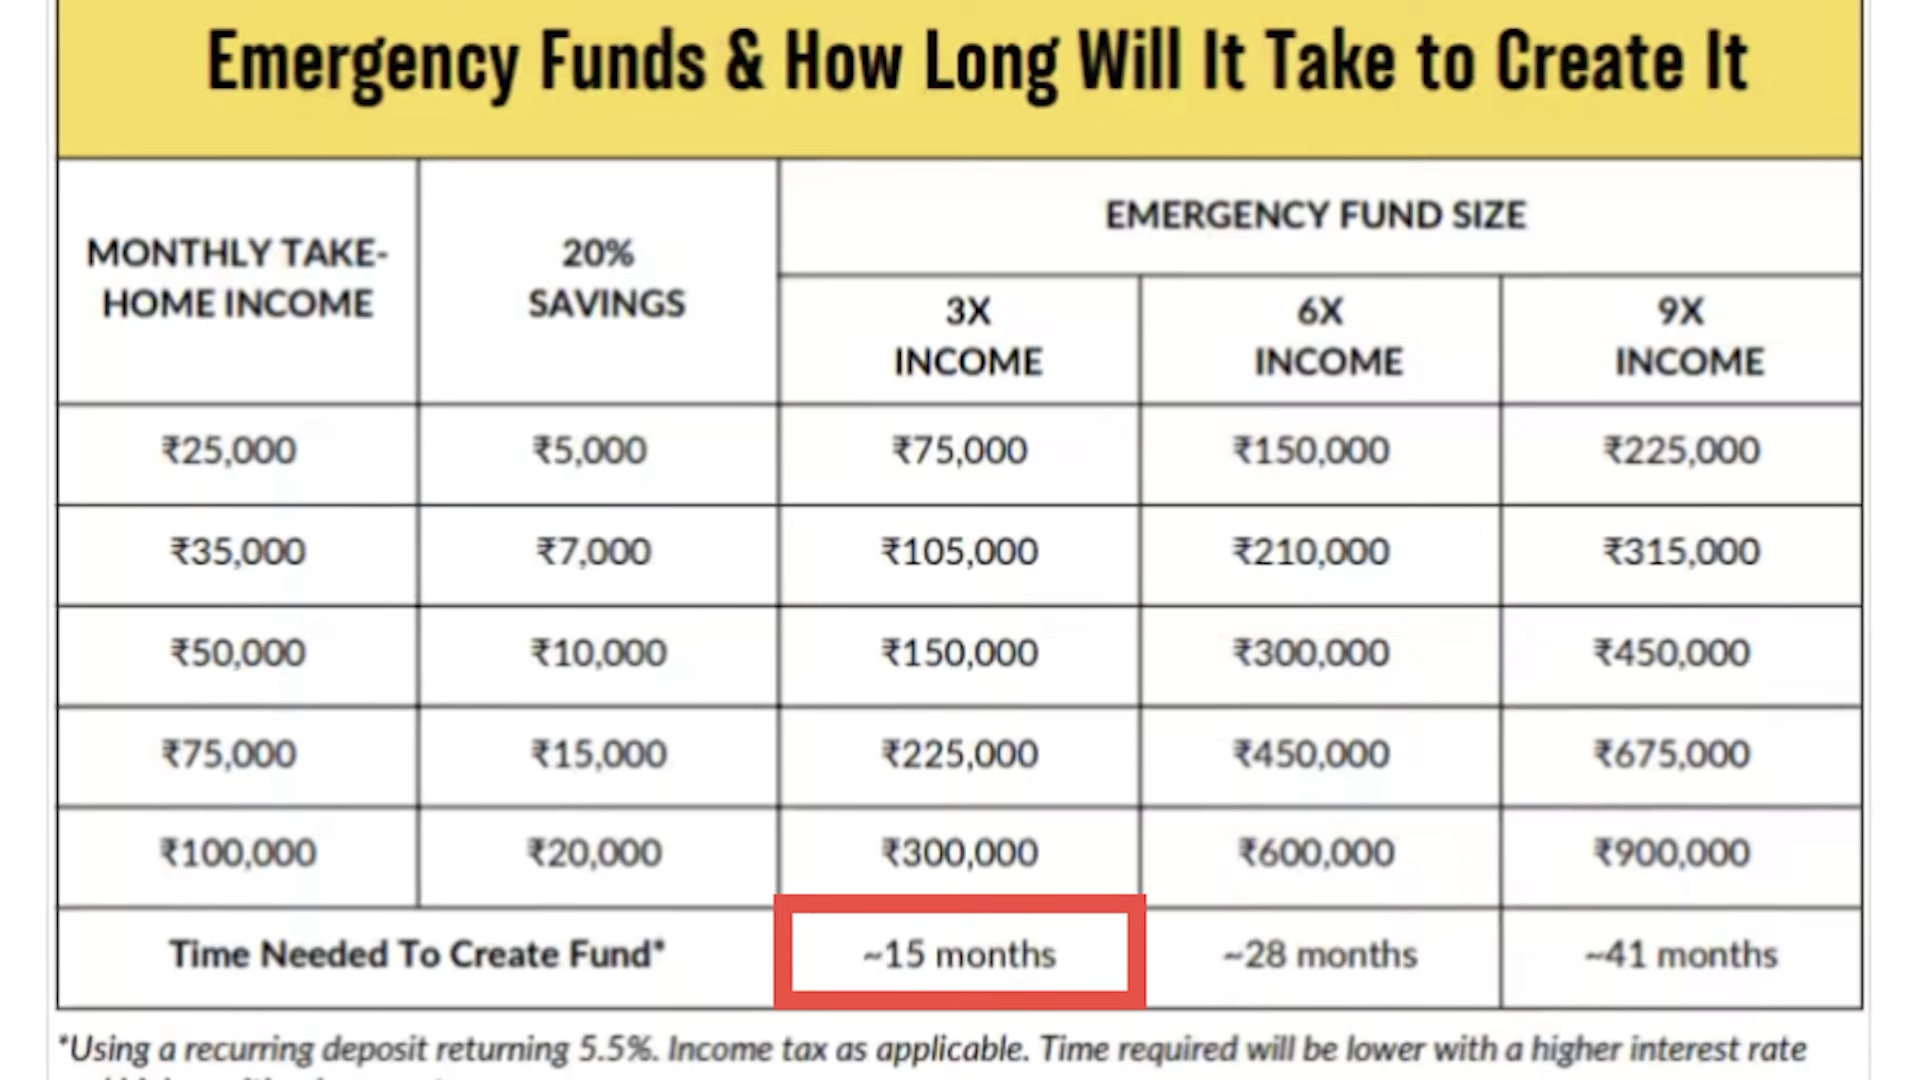 Emergency Funds & How Long Will It Take to Create It
MONTHLY TAKE-
HOME INCOME
20%
SAVINGS
EMERGENCY FUND SIZE
3X
INCOME
6X
INCOME
9X
INCOME
₹25,000 ₹5,000 ₹75,000 ₹150,000 ₹225,000
₹35,000 ₹7,000 ₹105,000 ₹210,000 ₹315,000
₹50,000 ₹10,000 ₹150,000 ₹300,000 ₹450,000
₹75,000 ₹15,000 ₹225,000 ₹450,000 ₹675,000
₹100,000 ₹20,000 ₹300,000 ₹600,000 ₹900,000
Time Needed To Create Fund* ~15 months ~28 months ~41 months
*Using a recurring deposit returning 5.5%. Income tax as applicable. Time required will be lower with a higher interest rate